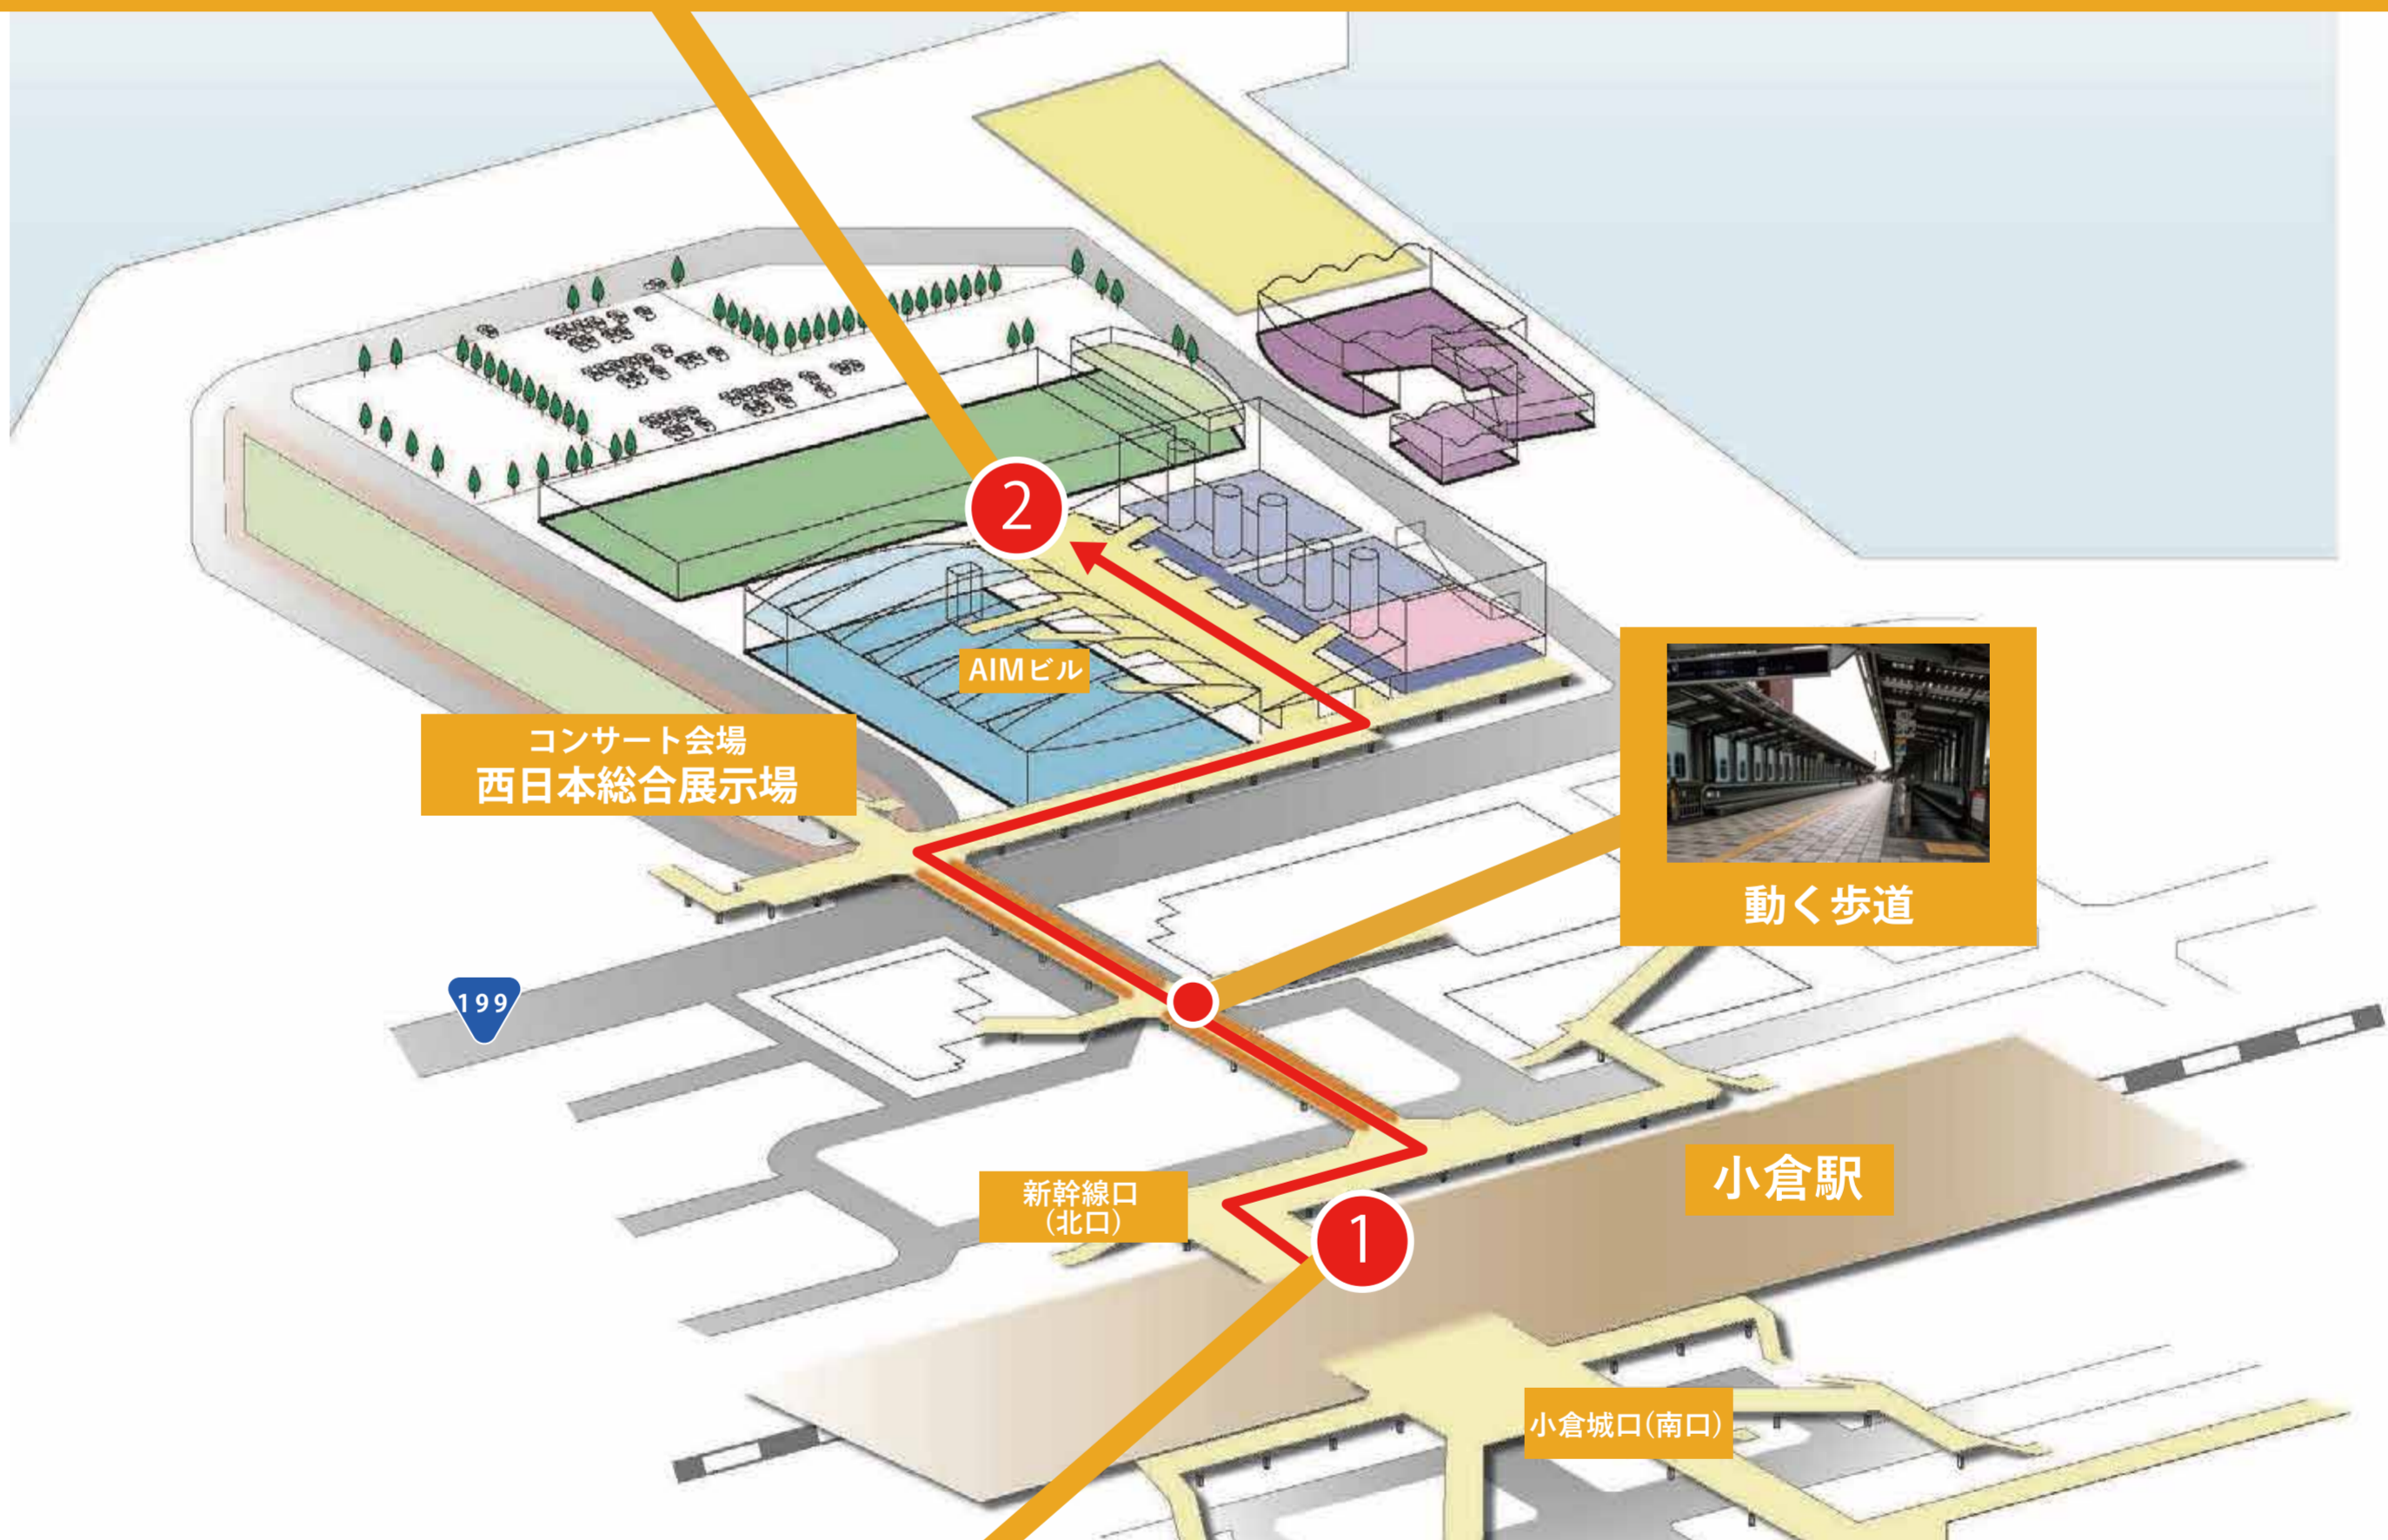 2
AIMビル
コンサート会場
西日本総合展示場
動く歩道
199
新幹線口
(北口)
1
小倉駅
小倉城口(南口)